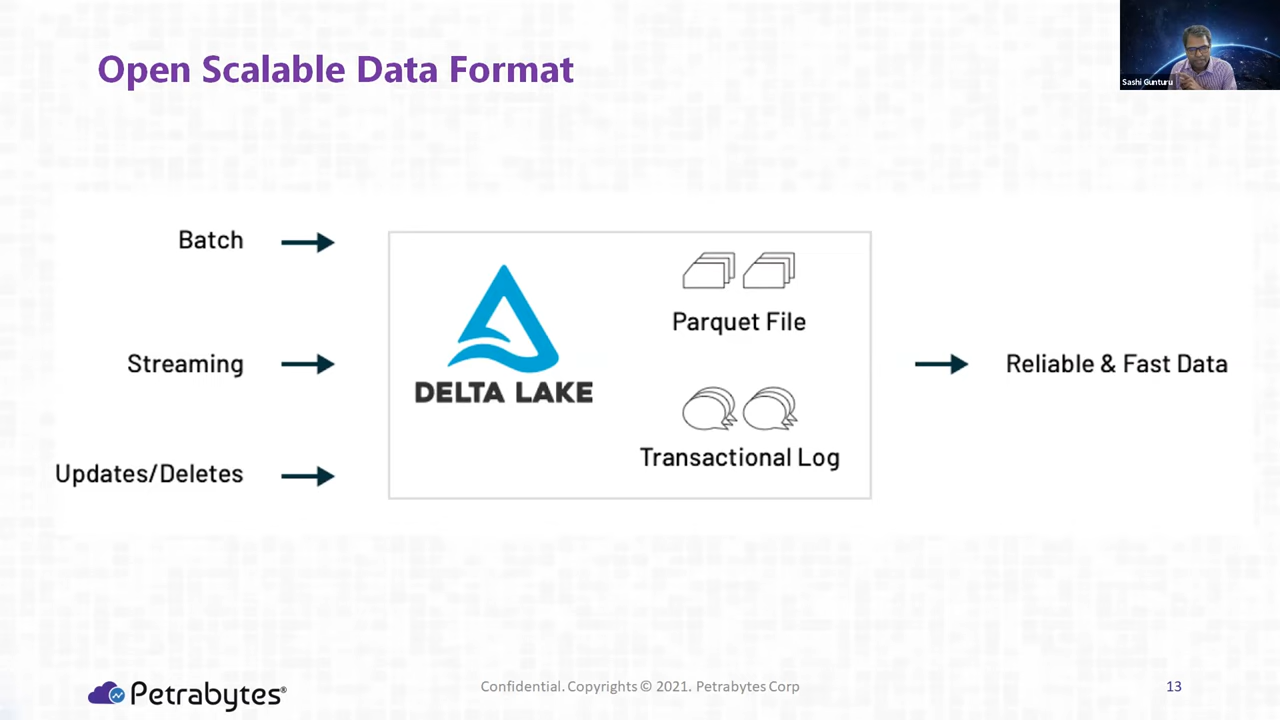 Open Scalable Data Format
Sashi Gunturu
Batch
Streaming
Updates/Deletes
DELTA LAKE
Parquet File
Transactional Log
Reliable & Fast Data
Petrabytes®
Confidential. Copyrights © 2021. Petrabytes Corp
13